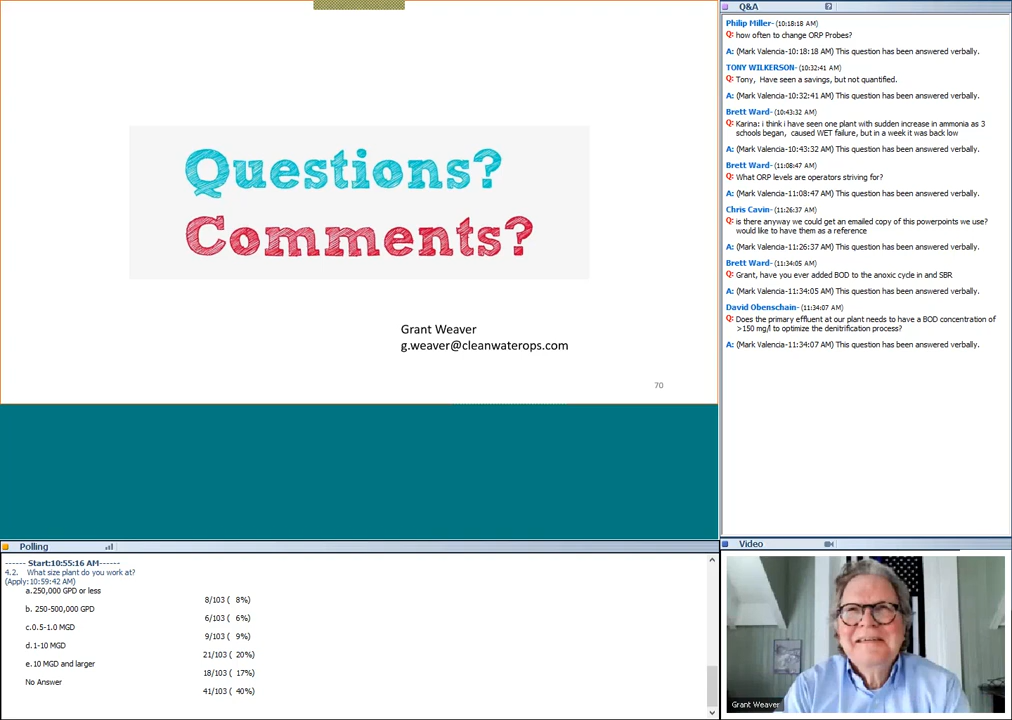 Questions?
Comments?
Grant Weaver
g.weaver@cleanwaterops.com
70
Q&A
Philip Miller- (10:18:18 AM)
Q: how often to change ORP Probes?
A: (Mark Valencia-10:18:18 AM) This question has been answered verbally.
TONY WILKERSON- (10:32:41 AM)
Q: Tony, Have seen a savings, but not quantified.
A: (Mark Valencia-10:32:41 AM) This question has been answered verbally.
Brett Ward- (10:43:32 AM)
Q: Karina: i think i have seen one plant with sudden increase in ammonia as 3
schools began, caused WET failure, but in a week it was back low
A: (Mark Valencia-10:43:32 AM) This question has been answered verbally.
Brett Ward- (11:08:47 AM)
Q: What ORP levels are operators striving for?
A: (Mark Valencia-11:08:47 AM) This question has been answered verbally.
Chris Cavin- (11:26:37 AM)
Q: is there anyway we could get an emailed copy of this powerpoints we use?
would like to have them as a reference
A: (Mark Valencia-11:26:37 AM) This question has been answered verbally.
Brett Ward- (11:34:05 AM)
Q: Grant, have you ever added BOD to the anoxic cycle in and SBR
A: (Mark Valencia-11:34:05 AM) This question has been answered verbally.
David Obenschain- (11:34:07 AM)
Q: Does the primary effluent at our plant needs to have a BOD concentration of
>150 mg/l to optimize the denitrification process?
A: (Mark Valencia-11:34:07 AM) This question has been answered verbally.
Polling
------ Start:10:55:16 AM------
4.2. What size plant do you work at?
(Apply:10:59:42 AM)
a.250,000 GPD or less
8/103 ( 8%)
b. 250-500,000 GPD
6/103 ( 6%)
c.0.5-1.0 MGD
9/103 ( 9%)
d.1-10 MGD
21/103 ( 20%)
e.10 MGD and larger
18/103 ( 17%)
No Answer
41/103 ( 40%)
Video
Grant Weaver